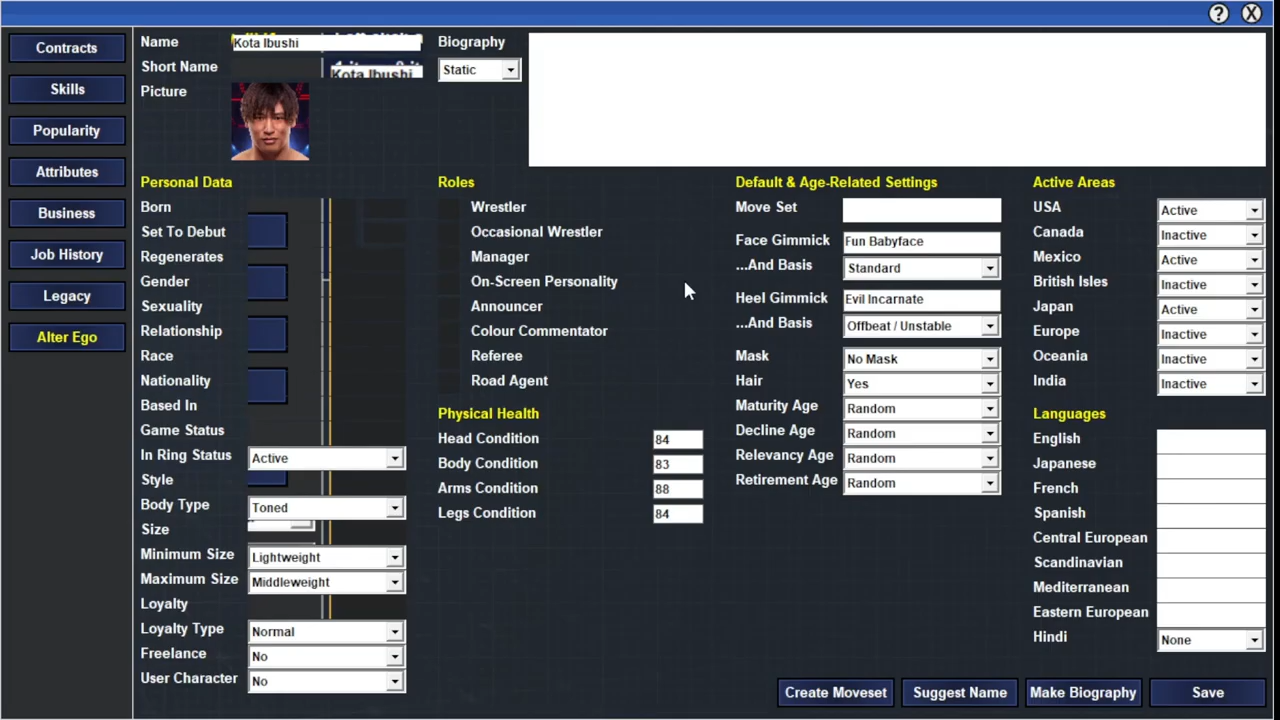 ? X
Contracts
Skills
Popularity
Attributes
Business
Job History
Legacy
Alter Ego
Name Kota Ibushi
Short Name Kota Ibushi
Picture
Biography
Static
Personal Data
Born
Set To Debut
Regenerates
Gender
Sexuality
Relationship
Race
Nationality
Based In
Game Status
In Ring Status Active
Style
Body Type Toned
Size
Minimum Size Lightweight
Maximum Size Middleweight
Loyalty
Loyalty Type Normal
Freelance No
User Character No
Roles
Wrestler
Occasional Wrestler
Manager
On-Screen Personality
Announcer
Colour Commentator
Referee
Road Agent
Physical Health
Head Condition 84
Body Condition 83
Arms Condition 88
Legs Condition 84
Default & Age-Related Settings
Move Set
Face Gimmick Fun Babyface
...And Basis Standard
Heel Gimmick Evil Incarnate
...And Basis Offbeat / Unstable
Mask No Mask
Hair Yes
Maturity Age Random
Decline Age Random
Relevancy Age Random
Retirement Age Random
Active Areas
USA Active
Canada Inactive
Mexico Active
British Isles Inactive
Japan Active
Europe Inactive
Oceania Inactive
India Inactive
Languages
English
Japanese
French
Spanish
Central European
Scandinavian
Mediterranean
Eastern European
Hindi None
Create Moveset Suggest Name Make Biography Save